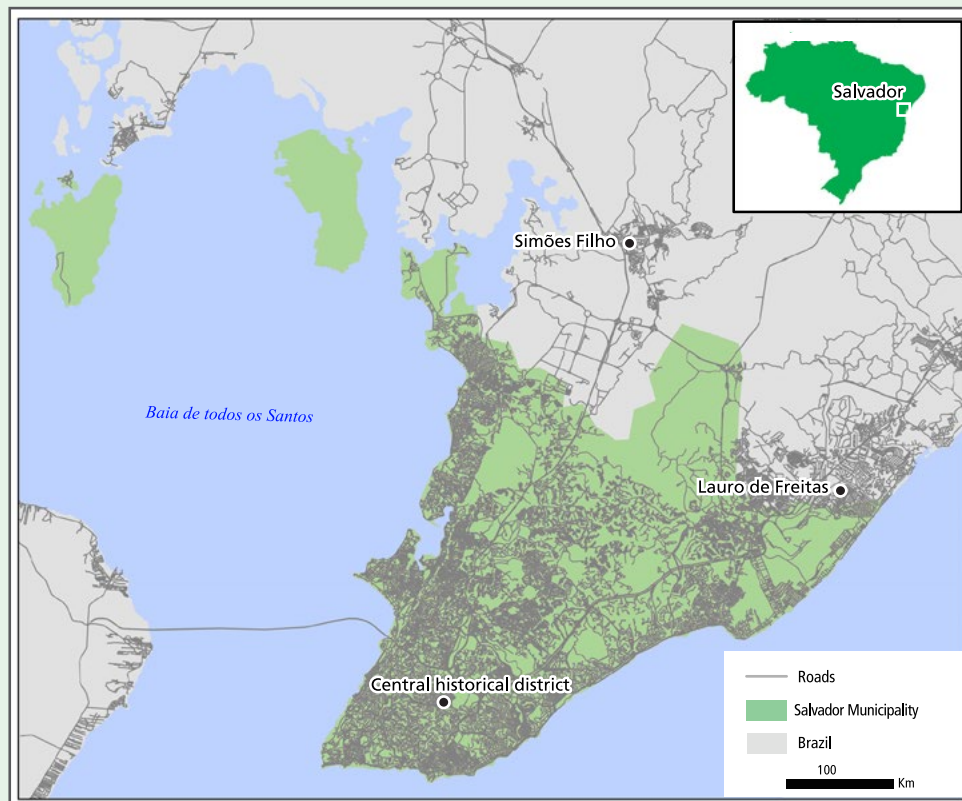 Salvador
Simões Filho
Baia de todos os Santos
Lauro de Freitas
Central historical district
Roads
Salvador Municipality
Brazil
100
Km